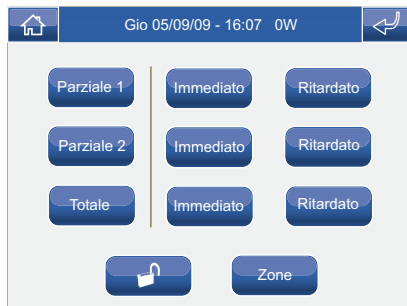 Gio 05/09/09 - 16:07 0W
Parziale 1 Immediato Ritardato
Parziale 2 Immediato Ritardato
Totale Immediato Ritardato
Zone